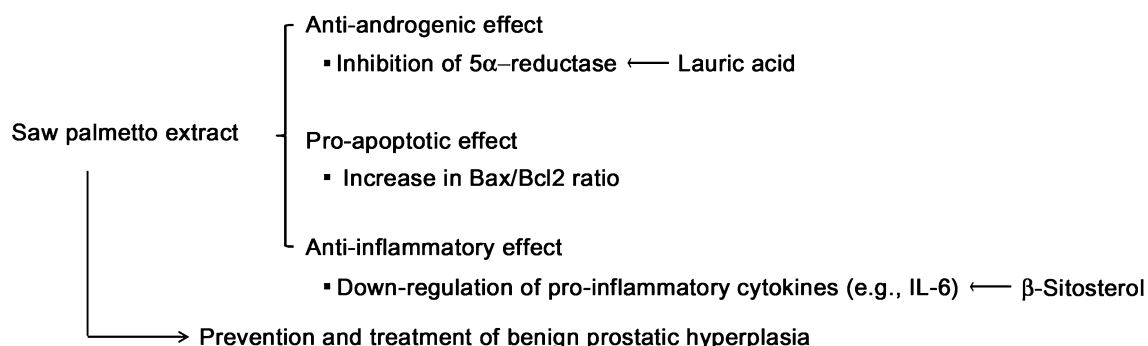 Anti-androgenic effect
▪ Inhibition of 5α–reductase ⟵ Lauric acid
Saw palmetto extract
Pro-apoptotic effect
▪ Increase in Bax/Bcl2 ratio
Anti-inflammatory effect
▪ Down-regulation of pro-inflammatory cytokines (e.g., IL-6) ⟵ β-Sitosterol
Prevention and treatment of benign prostatic hyperplasia